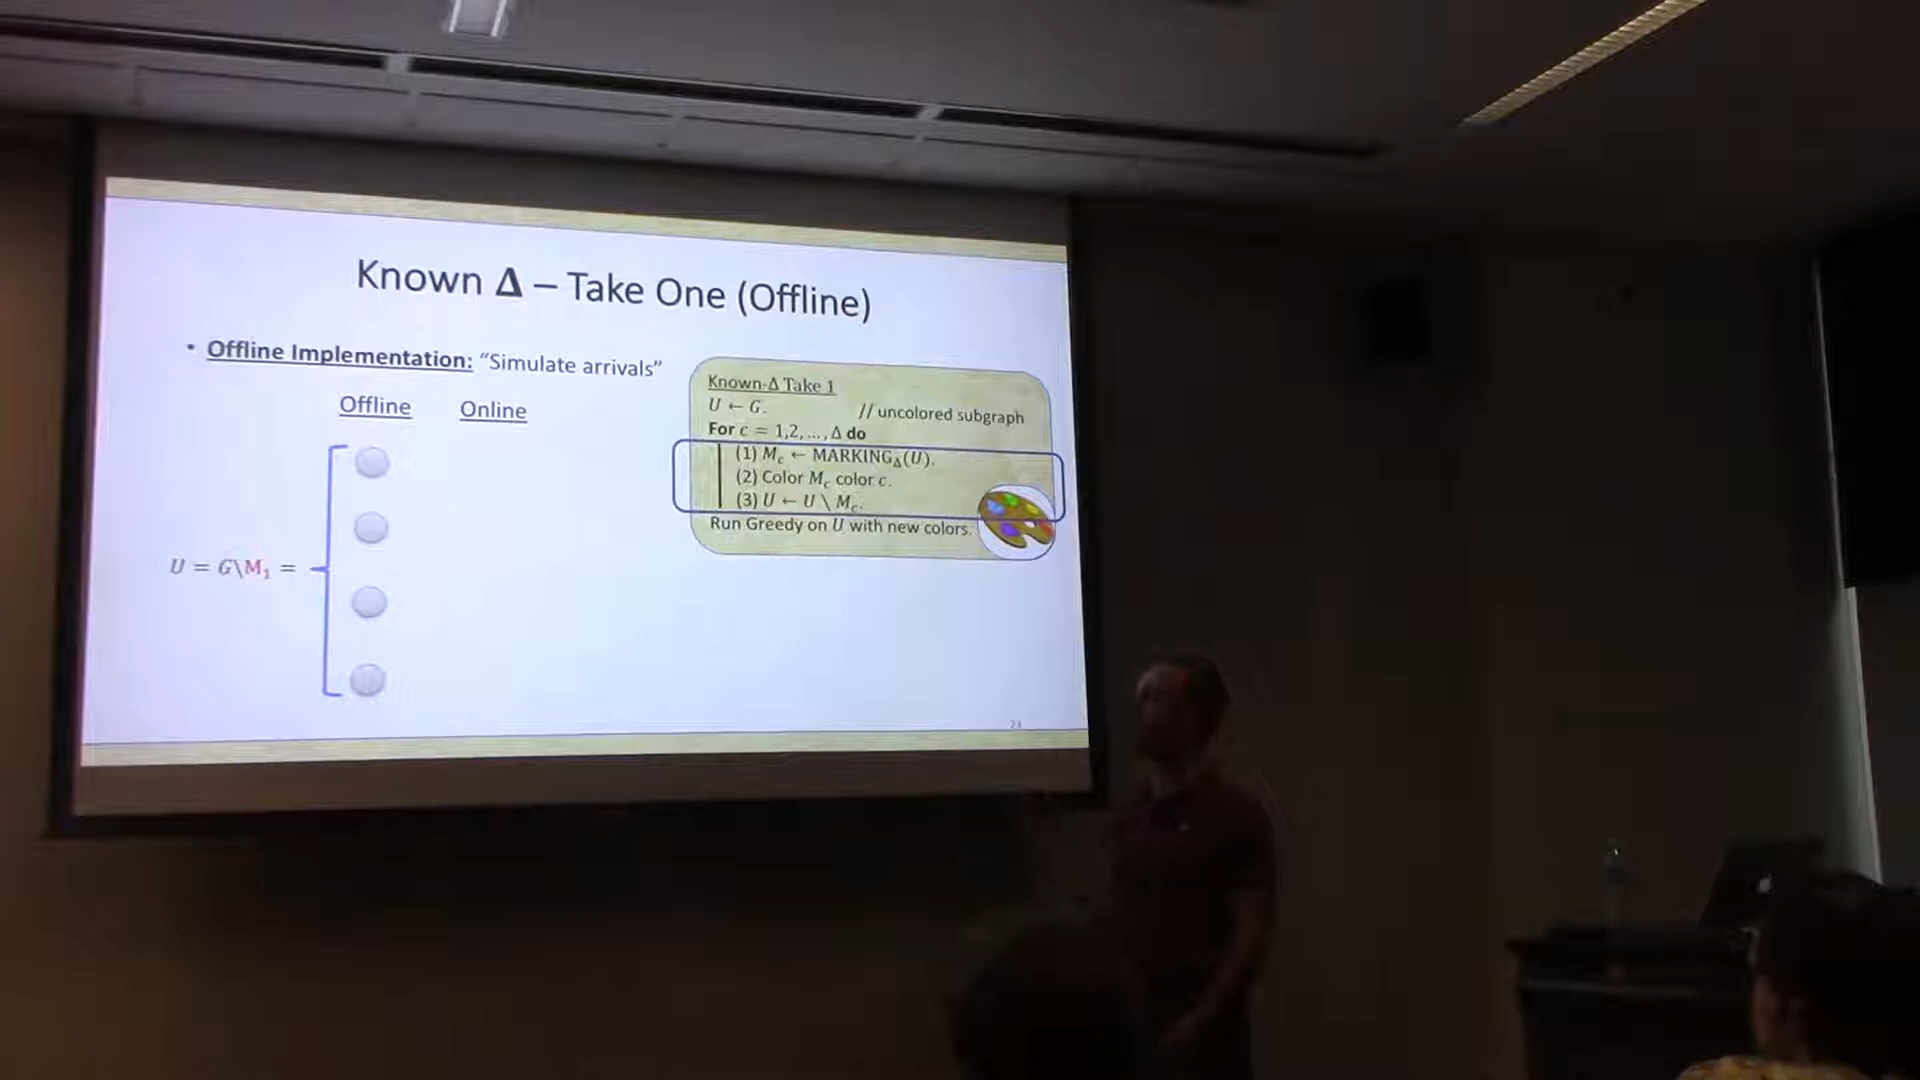 Known Δ – Take One (Offline)
• Offline Implementation: “Simulate arrivals”
Offline Online
U = G\M₁ =
Known-Δ Take 1
U ← G. // uncolored subgraph
For c = 1,2, ..., Δ do
(1) M_c ← MARKING_Δ(U).
(2) Color M_c color c.
(3) U ← U \ M_c.
Run Greedy on U with new colors.